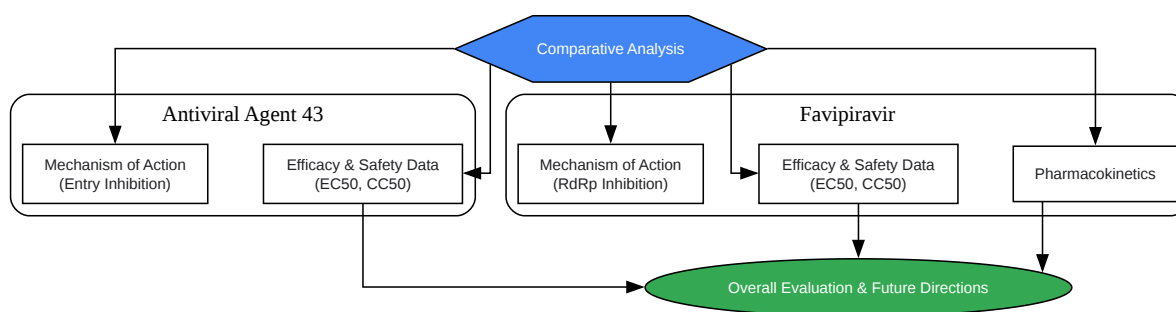 Comparative Analysis
Antiviral Agent 43
Favipiravir
Mechanism of Action
(Entry Inhibition)
Efficacy & Safety Data
(EC50, CC50)
Mechanism of Action
(RdRp Inhibition)
Efficacy & Safety Data
(EC50, CC50)
Pharmacokinetics
Overall Evaluation & Future Directions